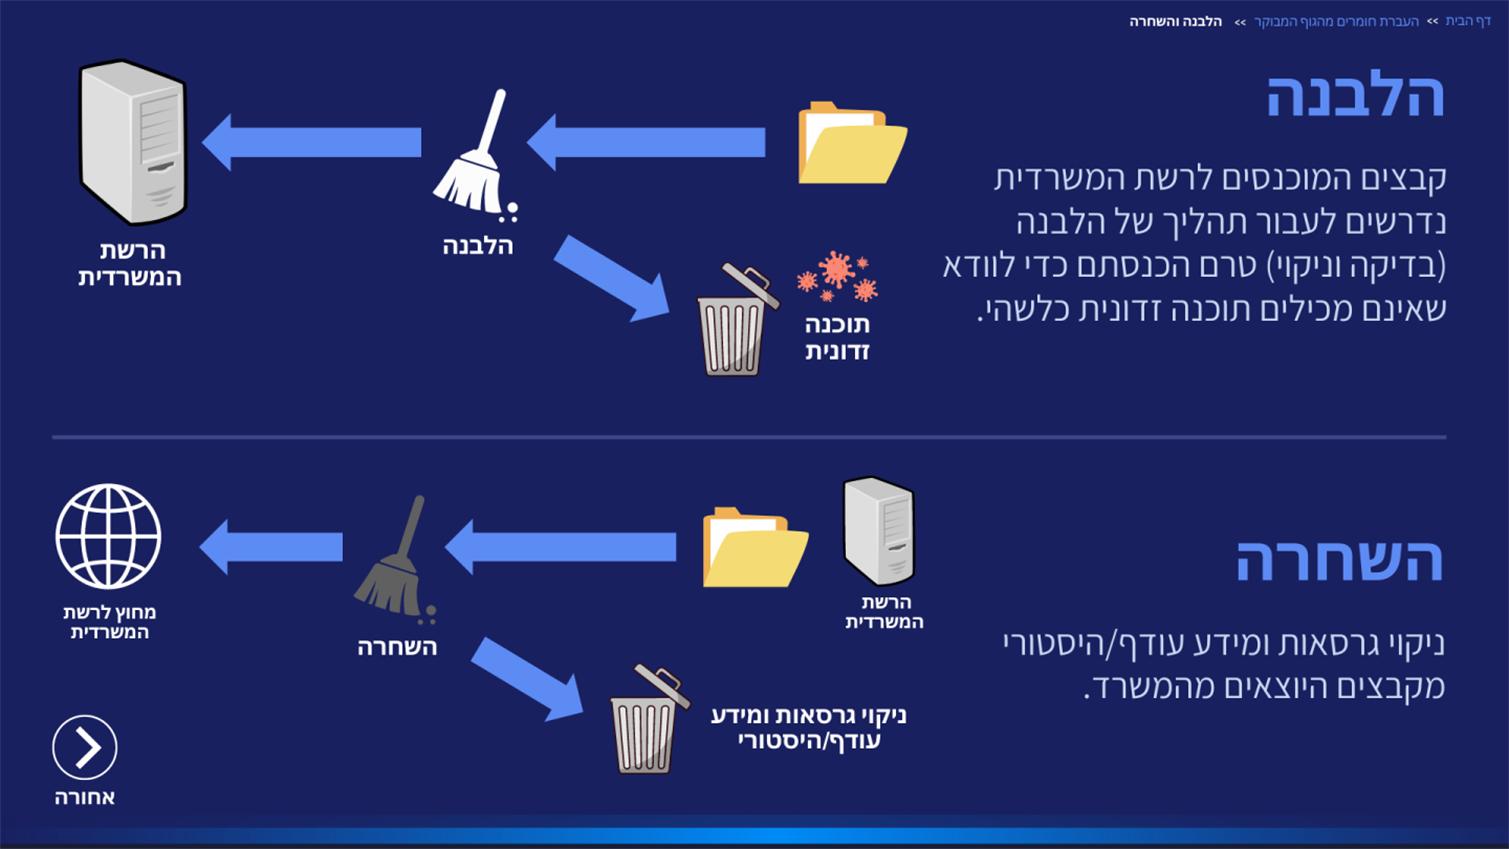 דף הבית >> העברת חומרים מהגוף המבוקר >> הלבנה והשחרה
הלבנה
קבצים המוכנסים לרשת המשרדית
נדרשים לעבור תהליך של הלבנה
(בדיקה וניקוי) טרם הכנסתם כדי לוודא
שאינם מכילים תוכנה זדונית כלשהי.
הלבנה
הרשת
המשרדית
תוכנה
זדונית
השחרה
ניקוי גרסאות ומידע עודף/היסטורי
מקבצים היוצאים מהמשרד.
הרשת
המשרדית
השחרה
מחוץ לרשת
המשרדית
ניקוי גרסאות ומידע
עודף/היסטורי
אחורה